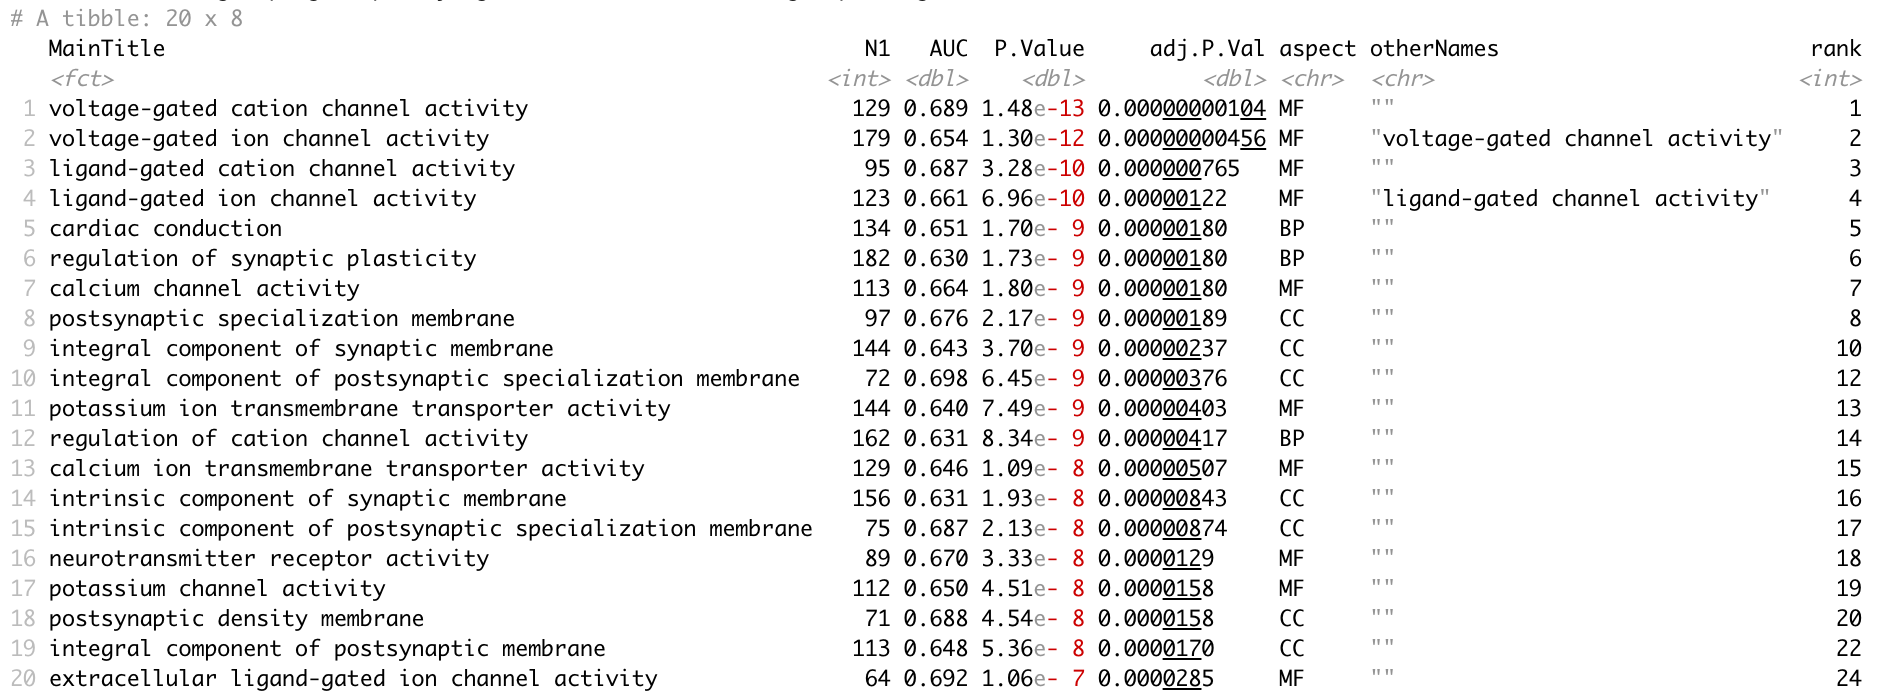 # A tibble: 20 x 8
   MainTitle                                                    N1   AUC  P.Value     adj.P.Val aspect otherNames                       rank
   <fct>                                                     <int> <dbl>    <dbl>         <dbl> <chr>  <chr>                           <int>
 1 voltage-gated cation channel activity                       129 0.689 1.48e-13 0.000000000104 MF     ""                                  1
 2 voltage-gated ion channel activity                          179 0.654 1.30e-12 0.000000000456 MF     "voltage-gated channel activity"    2
 3 ligand-gated cation channel activity                         95 0.687 3.28e-10 0.0000000765   MF     ""                                  3
 4 ligand-gated ion channel activity                           123 0.661 6.96e-10 0.000000122    MF     "ligand-gated channel activity"     4
 5 cardiac conduction                                          134 0.651 1.70e- 9 0.000000180    BP     ""                                  5
 6 regulation of synaptic plasticity                           182 0.630 1.73e- 9 0.000000180    BP     ""                                  6
 7 calcium channel activity                                    113 0.664 1.80e- 9 0.000000180    MF     ""                                  7
 8 postsynaptic specialization membrane                         97 0.676 2.17e- 9 0.000000189    CC     ""                                  8
 9 integral component of synaptic membrane                     144 0.643 3.70e- 9 0.000000237    CC     ""                                 10
10 integral component of postsynaptic specialization membrane   72 0.698 6.45e- 9 0.000000376    CC     ""                                 12
11 potassium ion transmembrane transporter activity            144 0.640 7.49e- 9 0.000000403    MF     ""                                 13
12 regulation of cation channel activity                       162 0.631 8.34e- 9 0.000000417    BP     ""                                 14
13 calcium ion transmembrane transporter activity              129 0.646 1.09e- 8 0.000000507    MF     ""                                 15
14 intrinsic component of synaptic membrane                    156 0.631 1.93e- 8 0.000000843    CC     ""                                 16
15 intrinsic component of postsynaptic specialization membrane  75 0.687 2.13e- 8 0.000000874    CC     ""                                 17
16 neurotransmitter receptor activity                           89 0.670 3.33e- 8 0.00000129     MF     ""                                 18
17 potassium channel activity                                  112 0.650 4.51e- 8 0.00000158     MF     ""                                 19
18 postsynaptic density membrane                                71 0.688 4.54e- 8 0.00000158     CC     ""                                 20
19 integral component of postsynaptic membrane                 113 0.648 5.36e- 8 0.00000170     CC     ""                                 22
20 extracellular ligand-gated ion channel activity              64 0.692 1.06e- 7 0.00000285     MF     ""                                 24